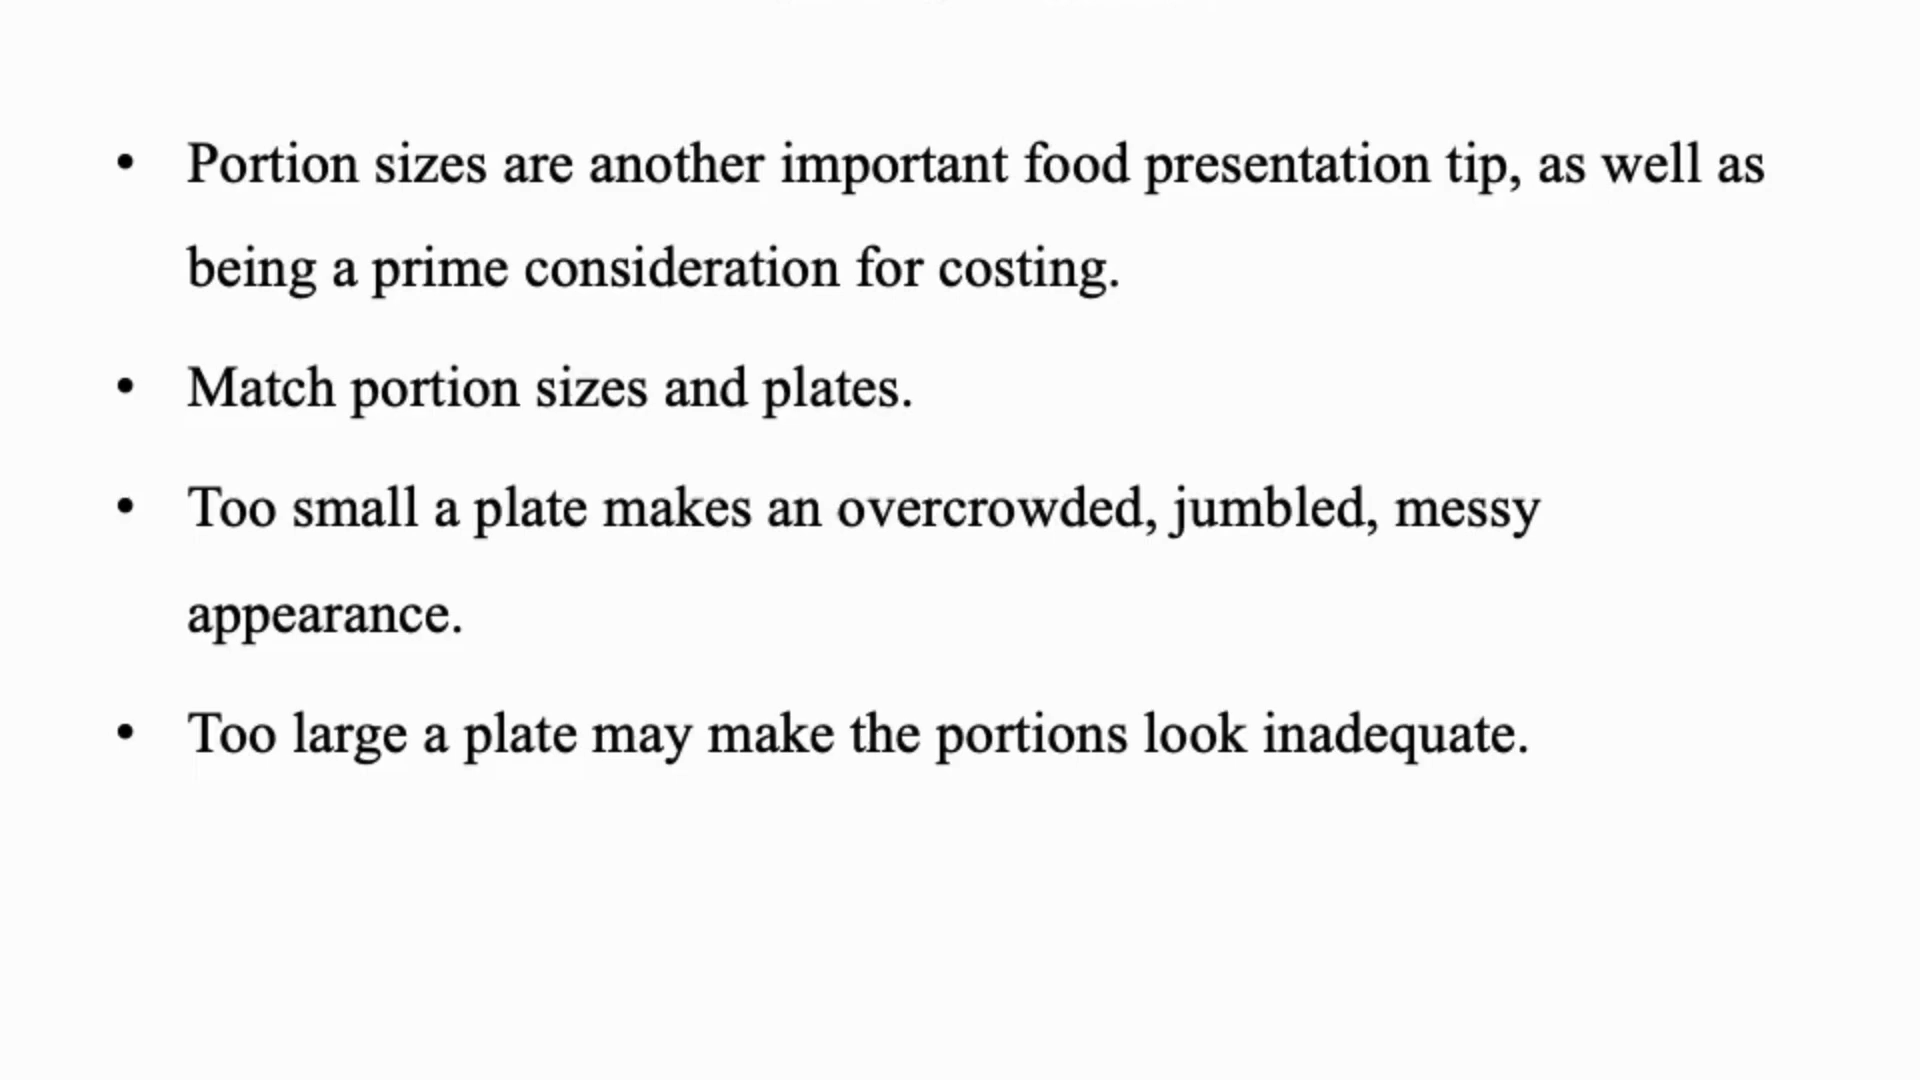 • Portion sizes are another important food presentation tip, as well as
being a prime consideration for costing.
• Match portion sizes and plates.
• Too small a plate makes an overcrowded, jumbled, messy
appearance.
• Too large a plate may make the portions look inadequate.